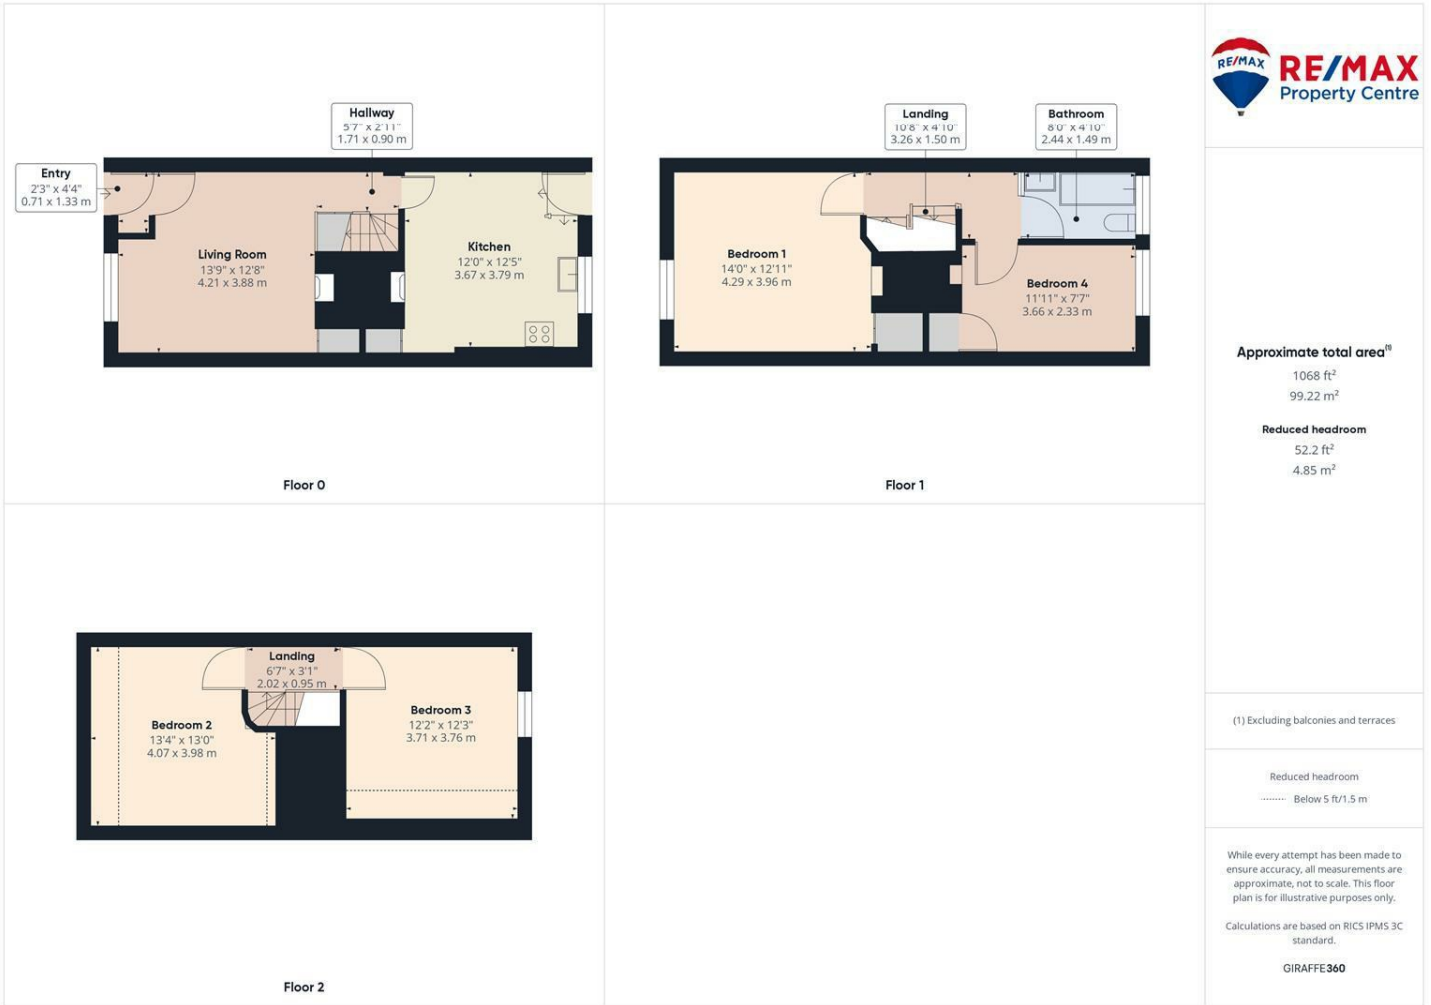 Hallway
5'7" x 2'11"
1.71 x 0.90 m
Entry
2'3" x 4'4"
0.71 x 1.33 m
Living Room
13'9" x 12'8"
4.21 x 3.88 m
Kitchen
12'0" x 12'5"
3.67 x 3.79 m
Floor 0
Landing
10'8" x 4'10"
3.26 x 1.50 m
Bathroom
8'0" x 4'10"
2.44 x 1.49 m
Bedroom 1
14'0" x 12'11"
4.29 x 3.96 m
Bedroom 4
11'11" x 7'7"
3.66 x 2.33 m
Floor 1
Landing
6'7" x 3'1"
2.02 x 0.95 m
Bedroom 2
13'4" x 13'0"
4.07 x 3.98 m
Bedroom 3
12'2" x 12'3"
3.71 x 3.76 m
Floor 2
RE/MAX
RE/MAX
Property Centre
Approximate total area(1)
1068 ft²
99.22 m²
Reduced headroom
52.2 ft²
4.85 m²
(1) Excluding balconies and terraces
Reduced headroom
Below 5 ft/1.5 m
While every attempt has been made to
ensure accuracy, all measurements are
approximate, not to scale. This floor
plan is for illustrative purposes only.
Calculations are based on RICS IPMS 3C
standard.
GIRAFFE360